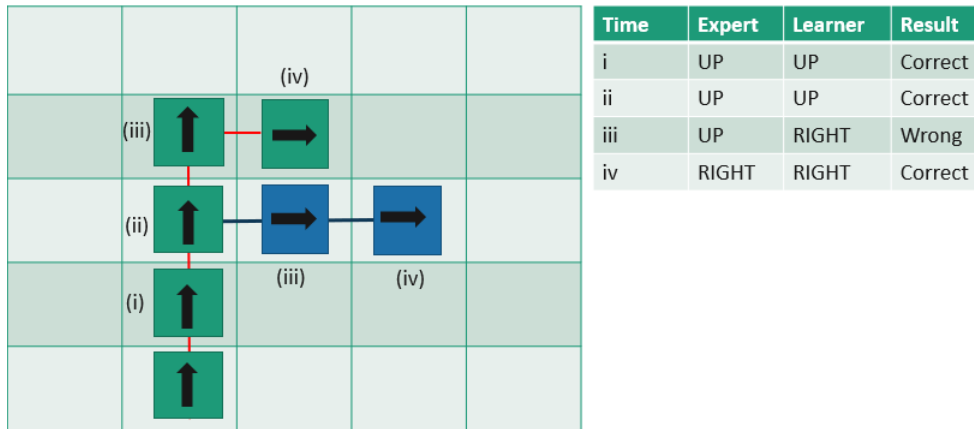 Time Expert Learner Result
i UP UP Correct
ii UP UP Correct
iii UP RIGHT Wrong
iv RIGHT RIGHT Correct
(iv)
(iii)
(ii)
(iii) (iv)
(i)